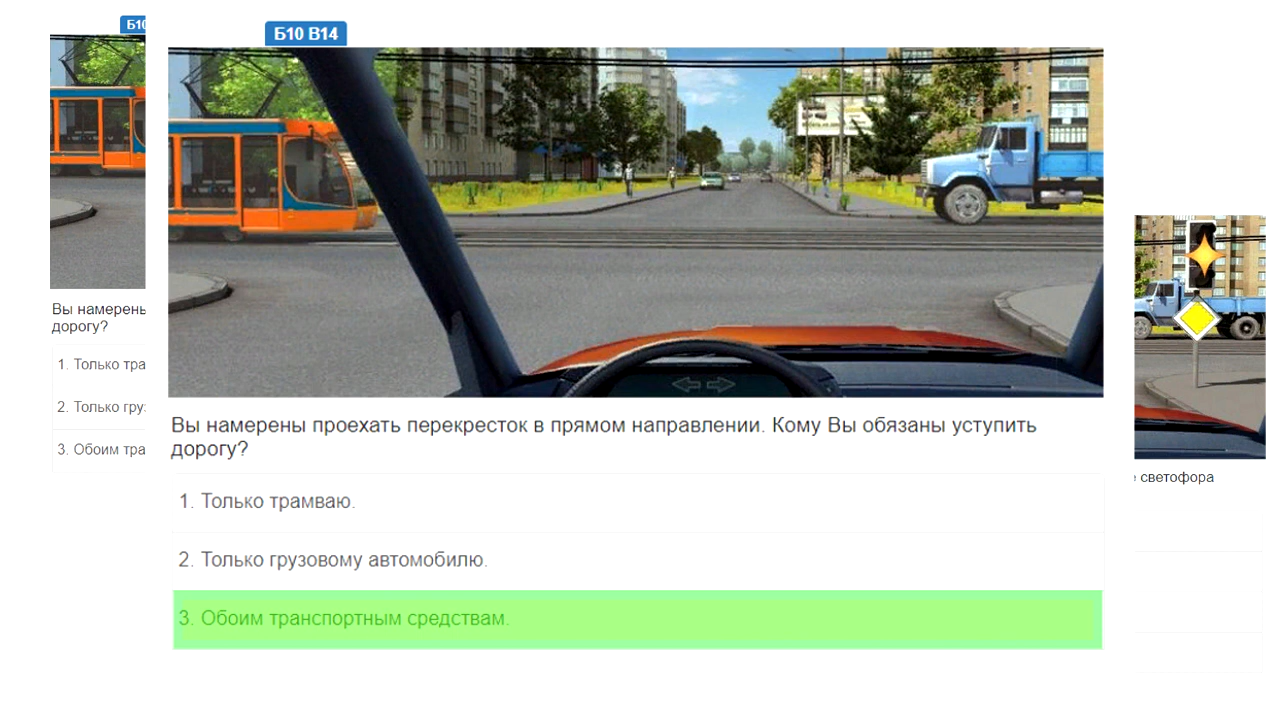 Б10
Вы намерены
дорогу?
1. Только тра
2. Только гру
3. Обоим тра
Б10 В14
Вы намерены проехать перекресток в прямом направлении. Кому Вы обязаны уступить
дорогу?
1. Только трамваю.
2. Только грузовому автомобилю.
3. Обоим транспортным средствам.
светофора